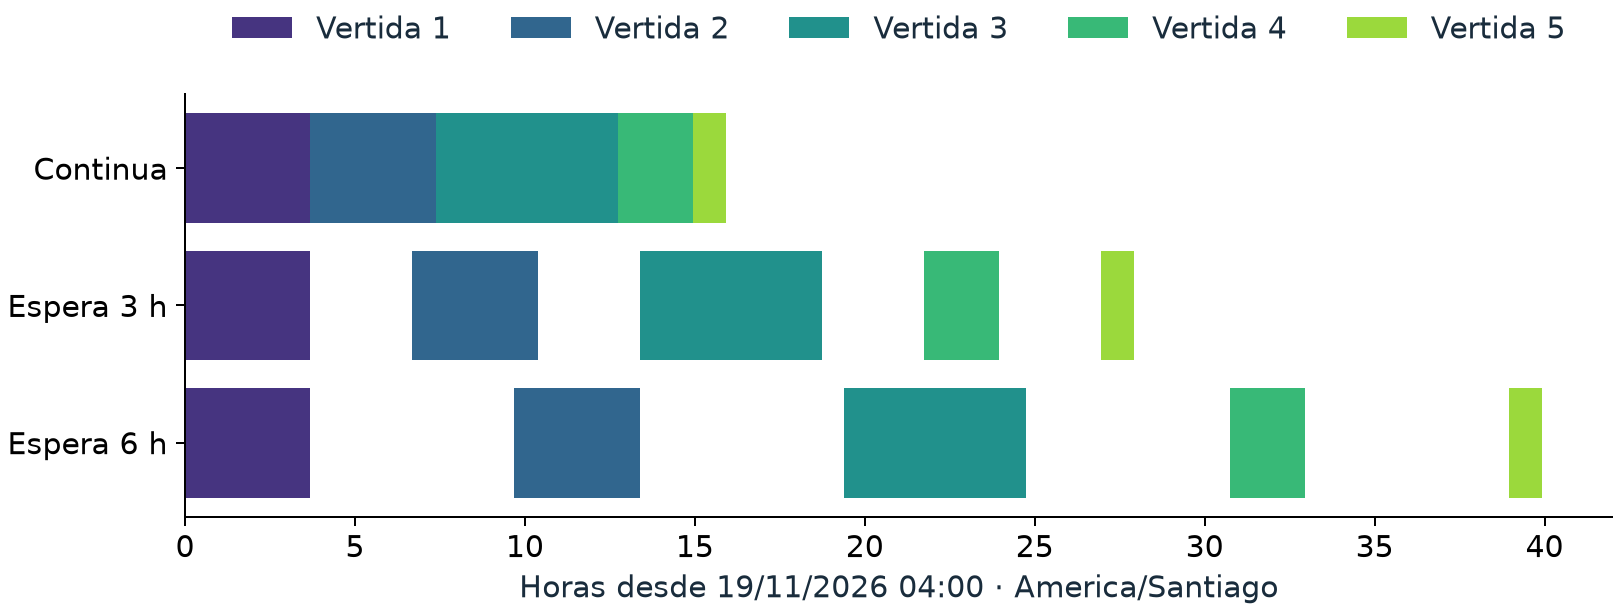 Vertida 1 Vertida 2 Vertida 3 Vertida 4 Vertida 5
Continua
Espera 3 h
Espera 6 h
0 5 10 15 20 25 30 35 40
Horas desde 19/11/2026 04:00 · America/Santiago